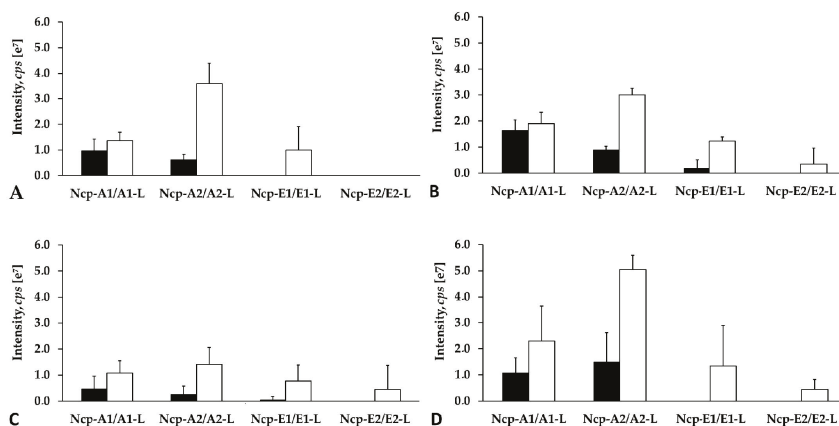 6.0
5.0
4.0
3.0
2.0
1.0
0.0
Intensity, cps [e⁷]
Ncp-A1/A1-L Ncp-A2/A2-L Ncp-E1/E1-L Ncp-E2/E2-L
A
6.0
5.0
4.0
3.0
2.0
1.0
0.0
Intensity, cps [e⁷]
Ncp-A1/A1-L Ncp-A2/A2-L Ncp-E1/E1-L Ncp-E2/E2-L
B
6.0
5.0
4.0
3.0
2.0
1.0
0.0
Intensity, cps [e⁷]
Ncp-A1/A1-L Ncp-A2/A2-L Ncp-E1/E1-L Ncp-E2/E2-L
C
6.0
5.0
4.0
3.0
2.0
1.0
0.0
Intensity, cps [e7]
Ncp-A1/A1-L Ncp-A2/A2-L Ncp-E1/E1-L Ncp-E2/E2-L
D